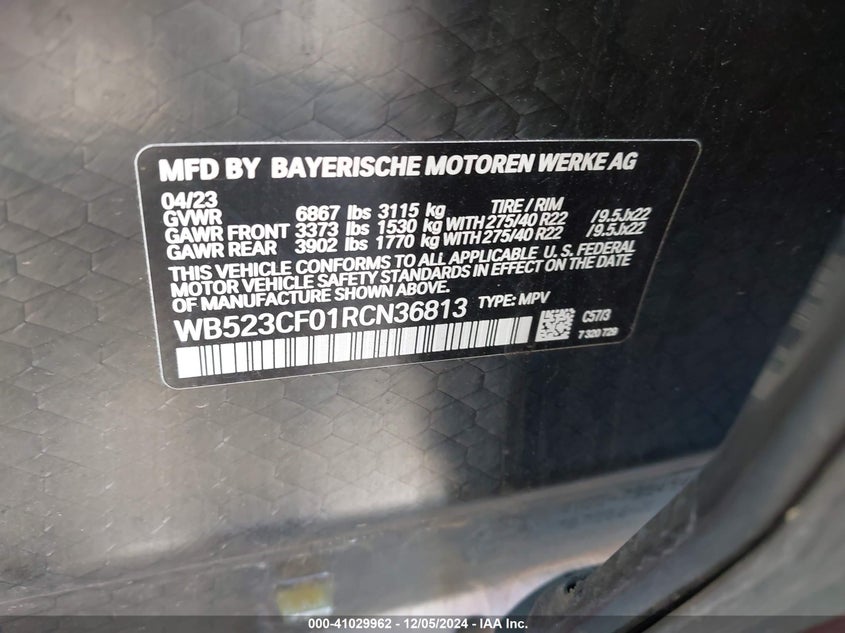 MFD BY BAYERISCHE MOTOREN WERKE AG
04/23 TIRE / RIM
GVWR 6867 lbs 3115 kg
GAWR FRONT 3373 lbs 1530 kg WITH 275/40 R22 /9.5Jx22
GAWR REAR 3902 lbs 1770 kg WITH 275/40 R22 /9.5Jx22
THIS VEHICLE CONFORMS TO ALL APPLICABLE U. S. FEDERAL
MOTOR VEHICLE SAFETY STANDARDS IN EFFECT ON THE DATE
OF MANUFACTURE SHOWN ABOVE.
WB523CF01RCN36813 TYPE: MPV
C57/3
7 320 729
000-41029962 - 12/05/2024 - IAA Inc.